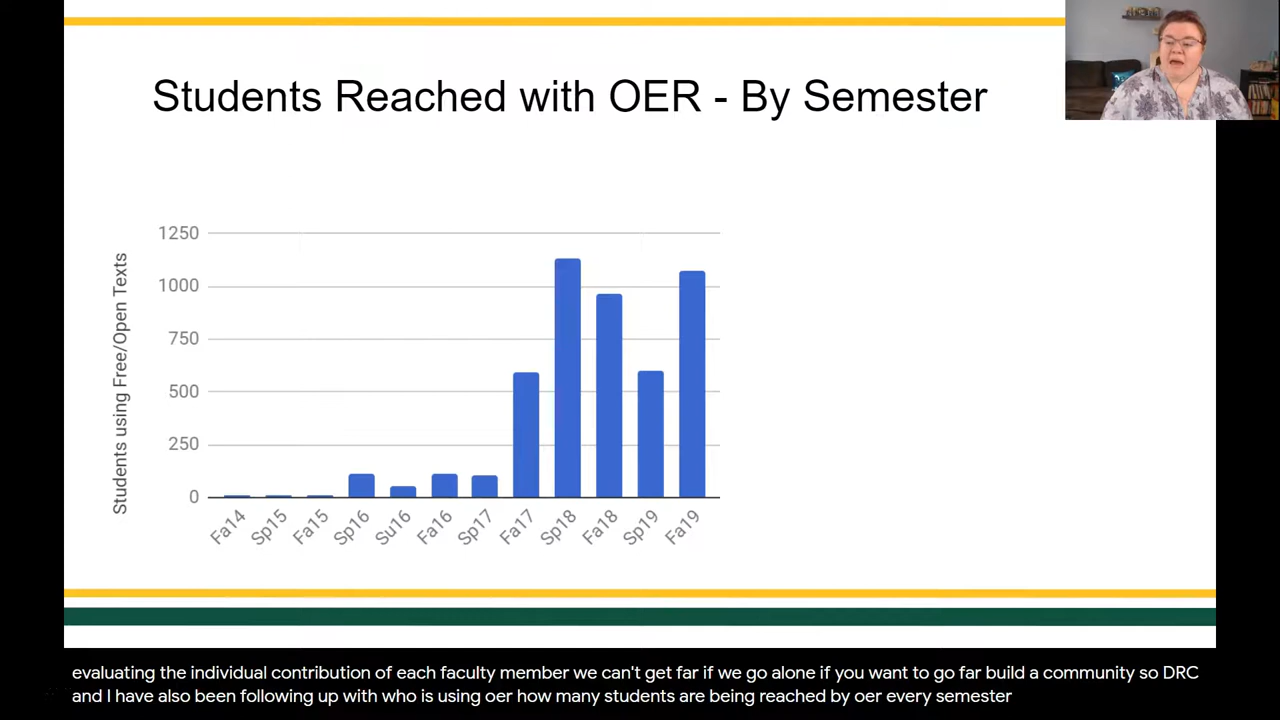 Students Reached with OER - By Semester
Students using Free/Open Texts
1250
1000
750
500
250
0
Fa14
Sp15
Fa15
Sp16
Su16
Fa16
Sp17
Fa17
Sp18
Fa18
Sp19
Fa19
evaluating the individual contribution of each faculty member we can't get far if we go alone if you want to go far build a community so DRC
and I have also been following up with who is using oer how many students are being reached by oer every semester